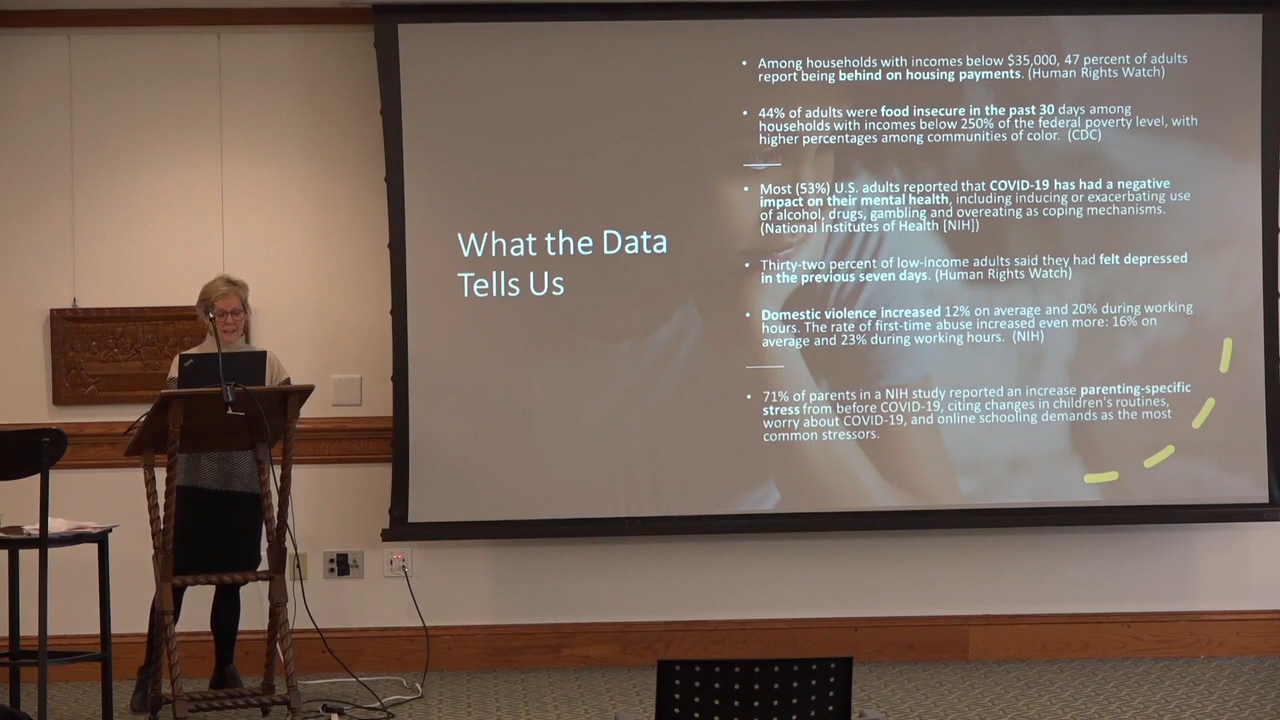 What the Data
Tells Us
• Among households with incomes below $35,000, 47 percent of adults
report being behind on housing payments. (Human Rights Watch)
• 44% of adults were food insecure in the past 30 days among
households with incomes below 250% of the federal poverty level, with
higher percentages among communities of color. (CDC)
• Most (53%) U.S. adults reported that COVID-19 has had a negative
impact on their mental health, including inducing or exacerbating use
of alcohol, drugs, gambling and overeating as coping mechanisms.
(National Institutes of Health [NIH])
• Thirty-two percent of low-income adults said they had felt depressed
in the previous seven days. (Human Rights Watch)
• Domestic violence increased 12% on average and 20% during working
hours. The rate of first-time abuse increased even more: 16% on
average and 23% during working hours. (NIH)
• 71% of parents in a NIH study reported an increase parenting-specific
stress from before COVID-19, citing changes in children's routines,
worry about COVID-19, and online schooling demands as the most
common stressors.